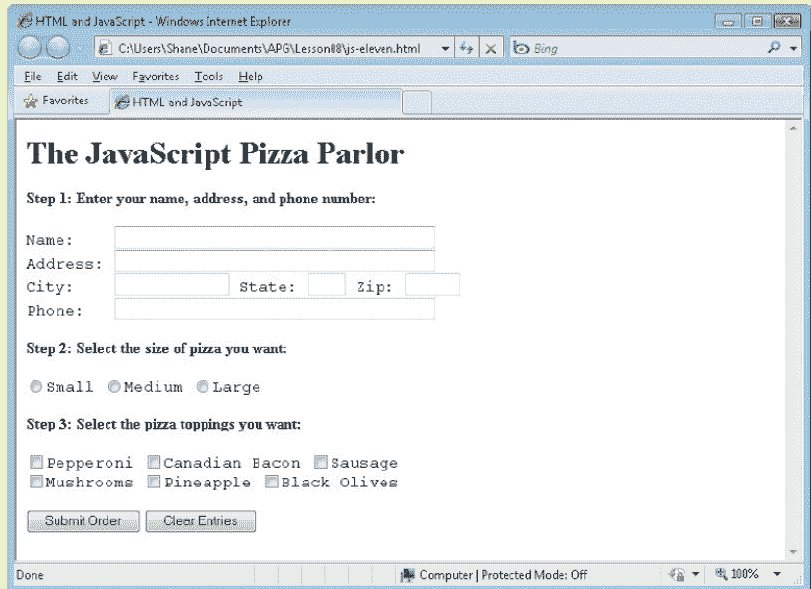 HTML and JavaScript - Windows Internet Explorer
C:\Users\Shane\Documents\APG\Lesson08\js-eleven.html
Bing
File Edit View Favorites Tools Help
Favorites
HTML and JavaScript
The JavaScript Pizza Parlor
Step 1: Enter your name, address, and phone number:
Name:
Address:
City: State: Zip:
Phone:
Step 2: Select the size of pizza you want:
Small Medium Large
Step 3: Select the pizza toppings you want:
Pepperoni Canadian Bacon Sausage
Mushrooms Pineapple Black Olives
Submit Order Clear Entries
Done Computer | Protected Mode: Off 100%